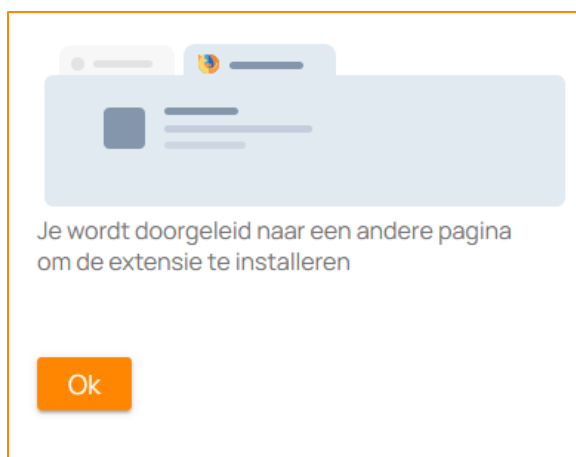 Je wordt doorgeleid naar een andere pagina
om de extensie te installeren
Ok